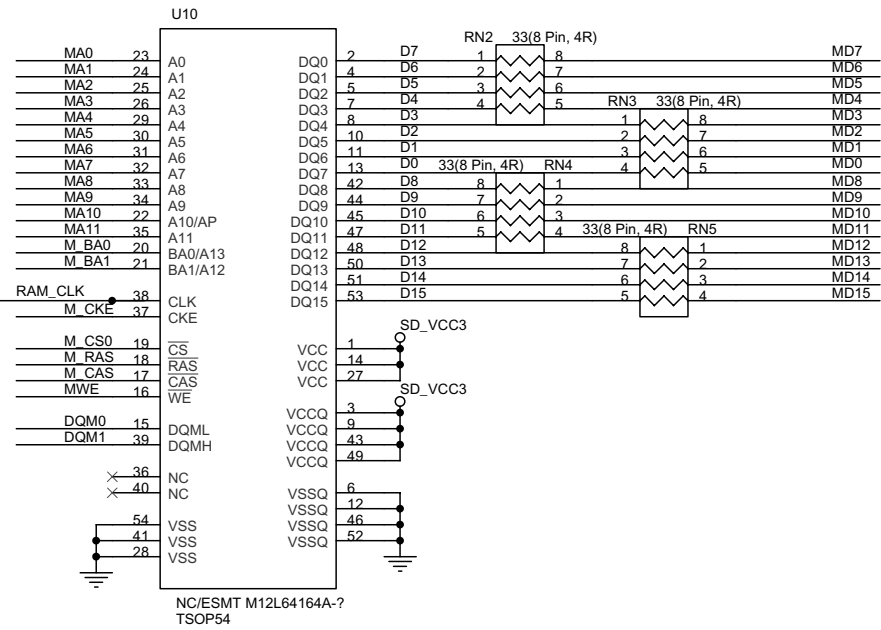 U10
RN2 33(8 Pin, 4R)
MA0 23 A0 DQ0 2 D7 1 8 MD7
MA1 24 A1 DQ1 4 D6 2 7 MD6
MA2 25 A2 DQ2 5 D5 3 6 MD5
MA3 26 A3 DQ3 7 D4 4 5 MD4
RN3 33(8 Pin, 4R)
MA4 29 A4 DQ4 8 D3 1 8 MD3
MA5 30 A5 DQ5 10 D2 2 7 MD2
MA6 31 A6 DQ6 11 D1 3 6 MD1
MA7 32 A7 DQ7 13 D0 4 5 MD0
33(8 Pin, 4R) RN4
MA8 33 A8 DQ8 42 D8 8 1 MD8
MA9 34 A9 DQ9 44 D9 7 2 MD9
MA10 22 A10/AP DQ10 45 D10 6 3 MD10
MA11 35 A11 DQ11 47 D11 5 4 MD11
33(8 Pin, 4R) RN5
M_BA0 20 BA0/A13 DQ12 48 D12 8 1 MD12
M_BA1 21 BA1/A12 DQ13 50 D13 7 2 MD13
DQ14 51 D14 6 3 MD14
RAM_CLK 38 CLK DQ15 53 D15 5 4 MD15
M_CKE 37 CKE
SD_VCC3
M_CS0 19 CS VCC 1
M_RAS 18 RAS VCC 14
M_CAS 17 CAS VCC 27
MWE 16 WE
SD_VCC3
VCCQ 3
DQM0 15 DQML VCCQ 9
DQM1 39 DQMH VCCQ 43
VCCQ 49
36 NC
40 NC VSSQ 6
VSSQ 12
54 VSS VSSQ 46
41 VSS VSSQ 52
28 VSS
NC/ESMT M12L64164A-?
TSOP54